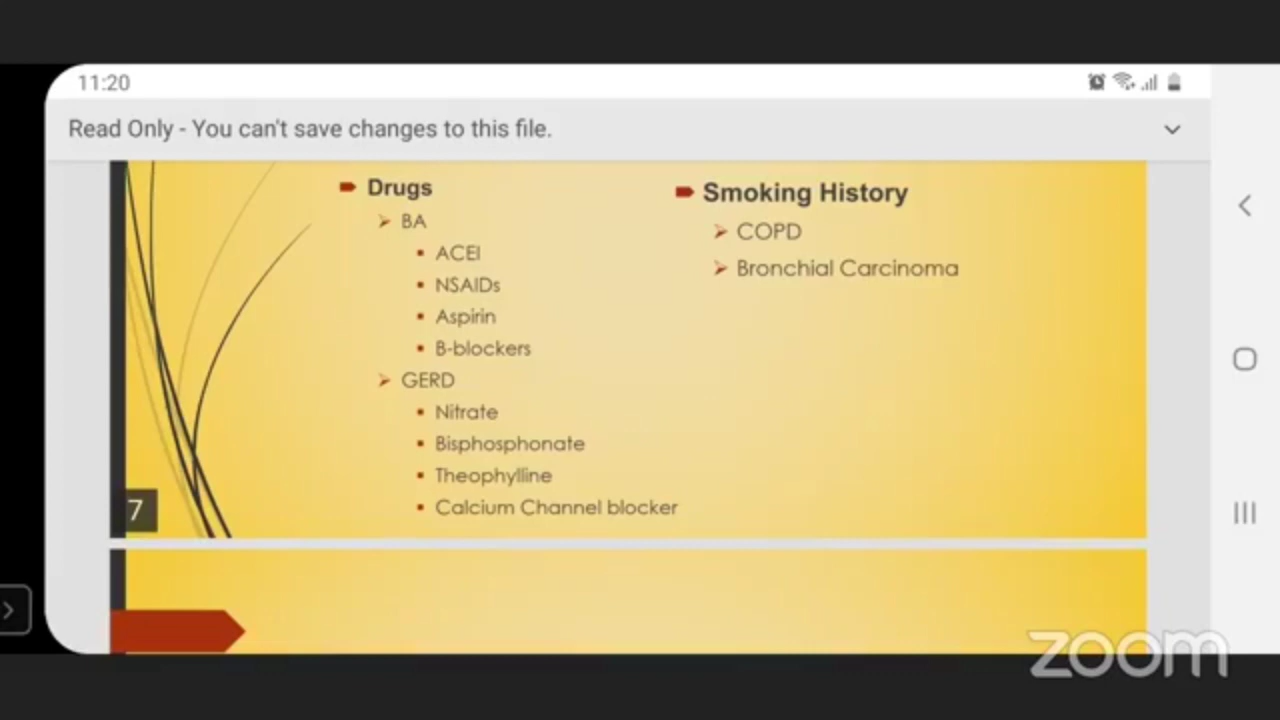 11:20
Read Only - You can't save changes to this file.
Drugs
BA
ACEI
NSAIDs
Aspirin
B-blockers
GERD
Nitrate
Bisphosphonate
Theophylline
Calcium Channel blocker
Smoking History
COPD
Bronchial Carcinoma
7
zoom